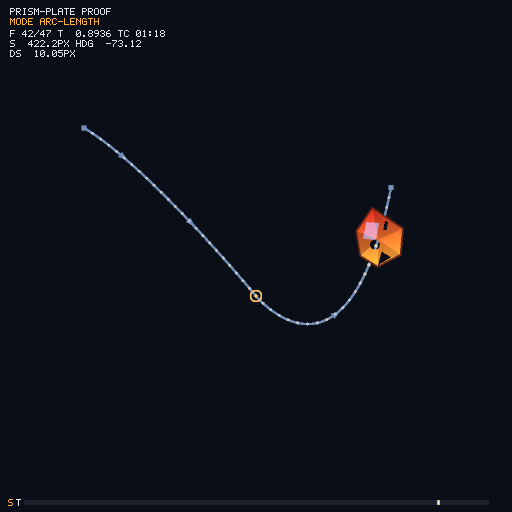 PRISM-PLATE PROOF
MODE ARC-LENGTH
F 42/47 T  0.8936 TC 01:18
S  422.2PX HDG  -73.12
DS  10.05PX
ST